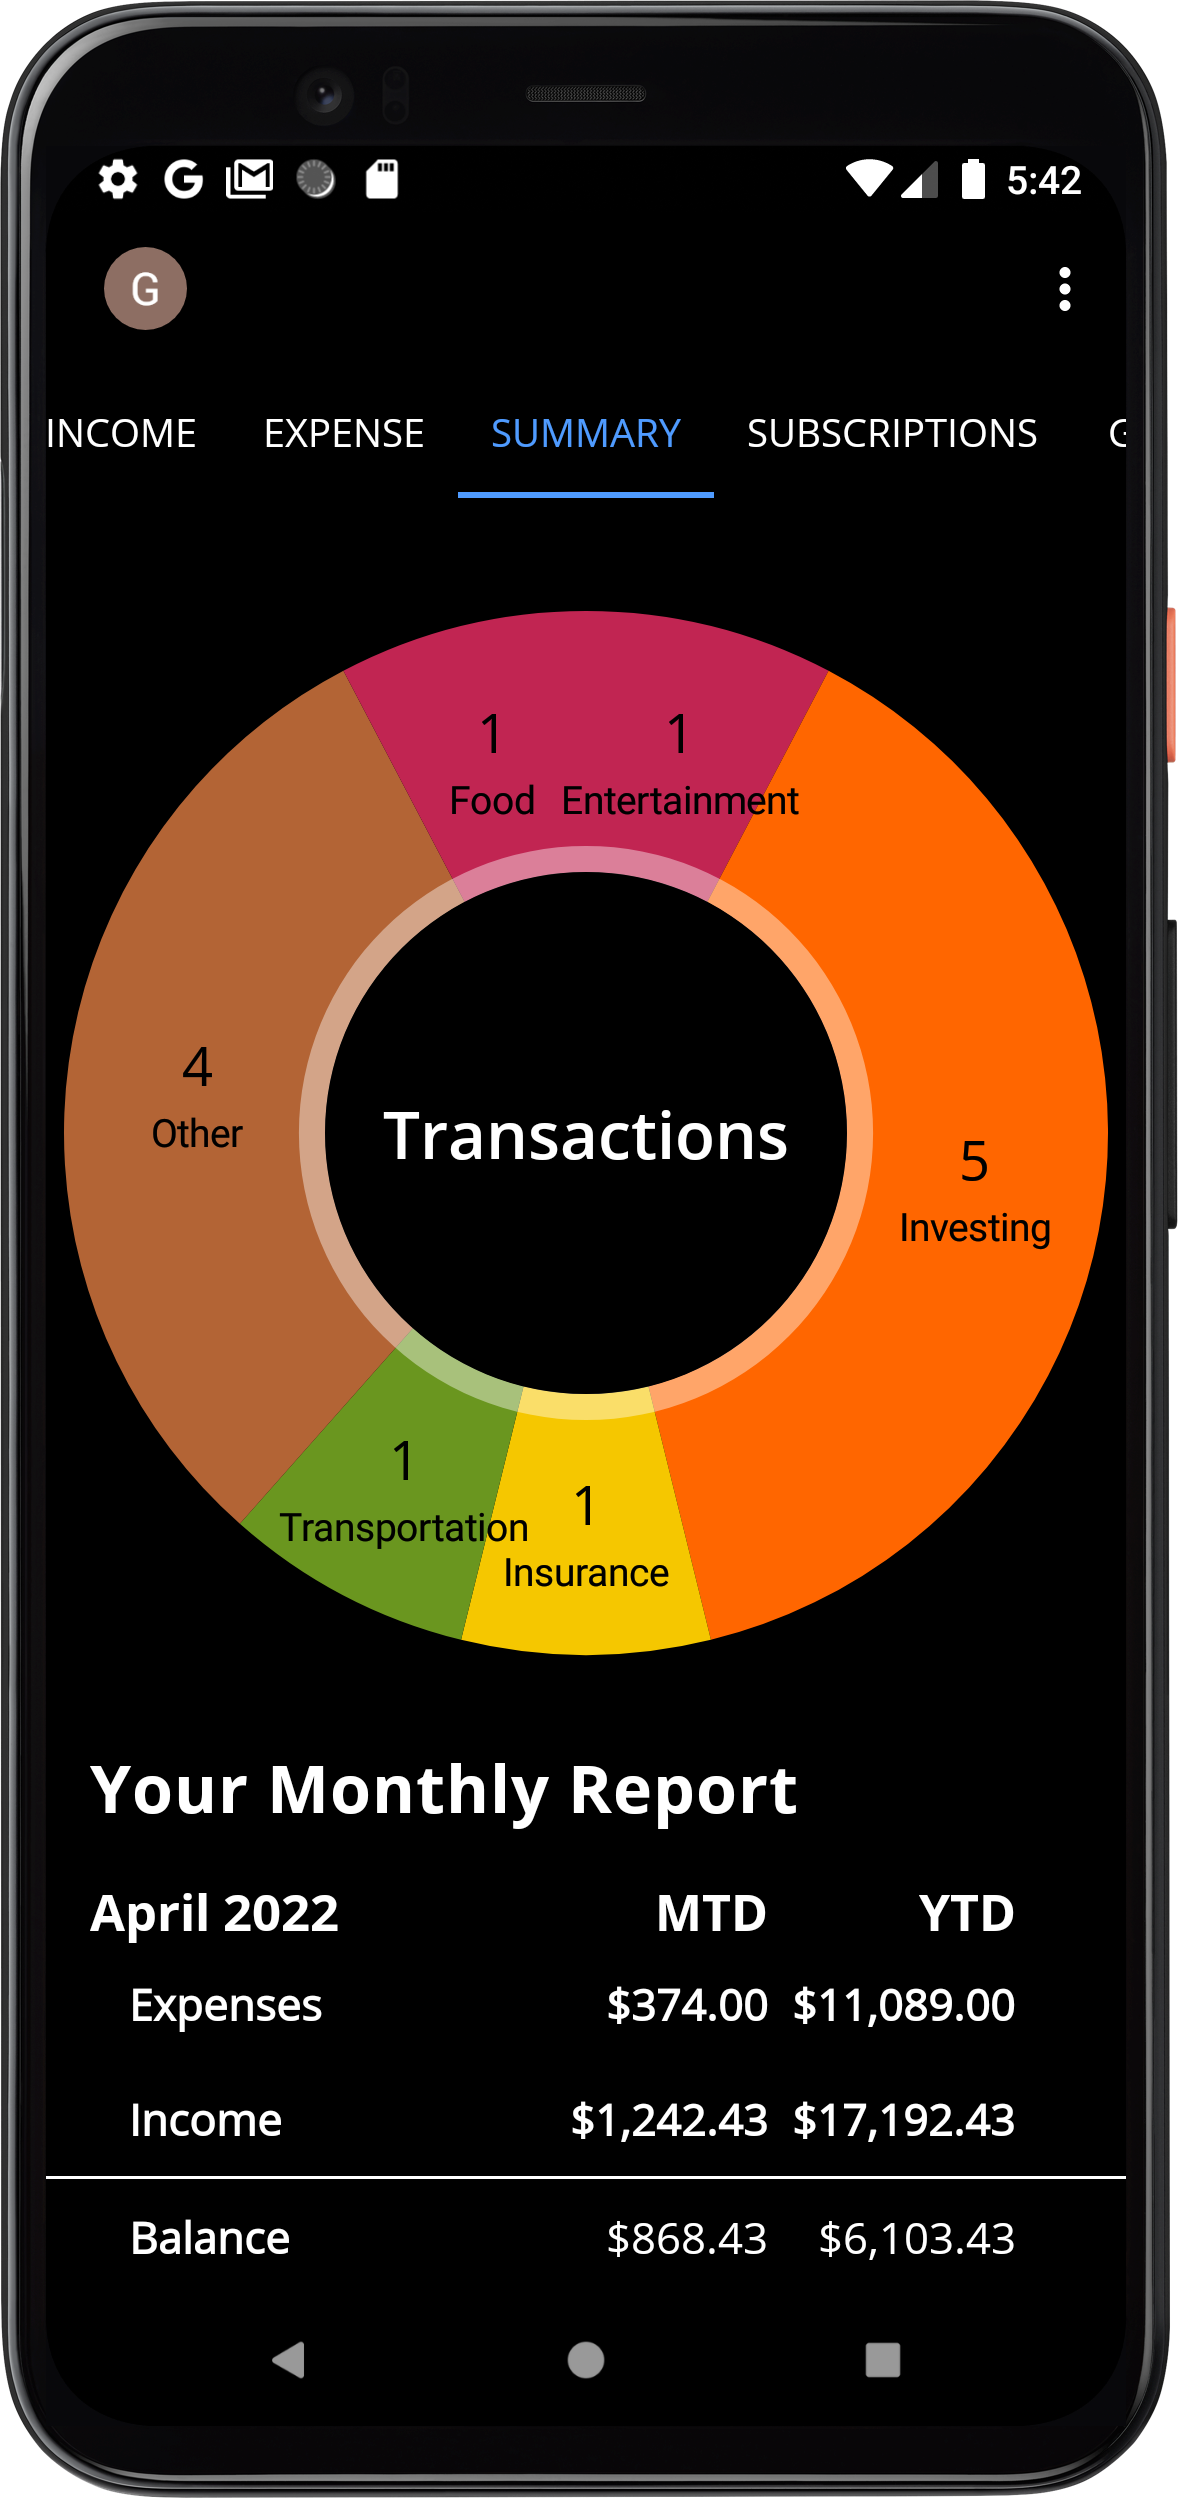 5:42
G
INCOME EXPENSE SUMMARY SUBSCRIPTIONS G
1 1
Food Entertainment
4
Other
Transactions
5
Investing
1
Transportation
1
Insurance
Your Monthly Report
April 2022 MTD YTD
Expenses $374.00 $11,089.00
Income $1,242.43 $17,192.43
Balance $868.43 $6,103.43